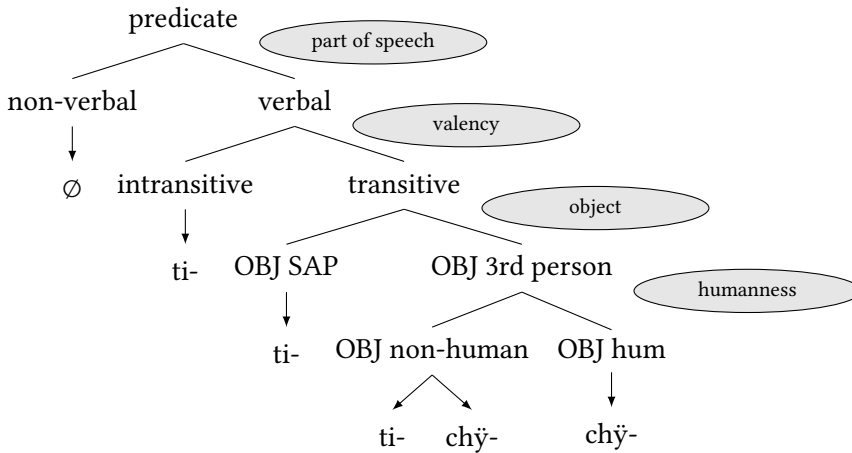 predicate
part of speech
non-verbal verbal
valency
∅ intransitive transitive
object
ti- OBJ SAP OBJ 3rd person
humanness
ti- OBJ non-human OBJ hum
ti- chÿ- chÿ-